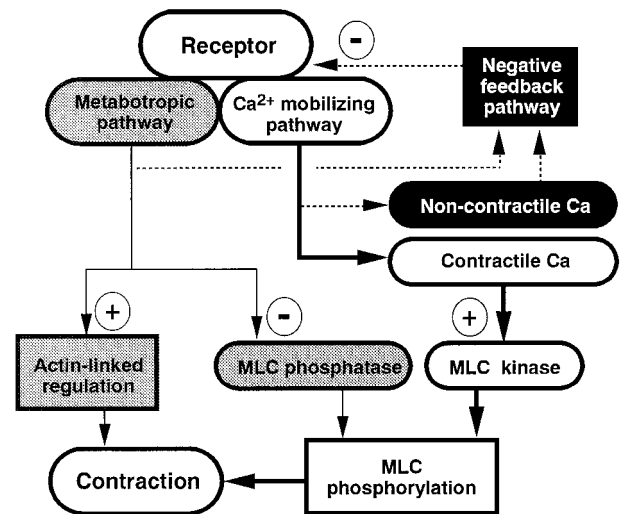 Receptor
-
Negative
feedback
pathway
Metabotropic
pathway
Ca2+ mobilizing
pathway
Non-contractile Ca
Contractile Ca
+
-
+
Actin-linked
regulation
MLC phosphatase
MLC kinase
Contraction
MLC
phosphorylation